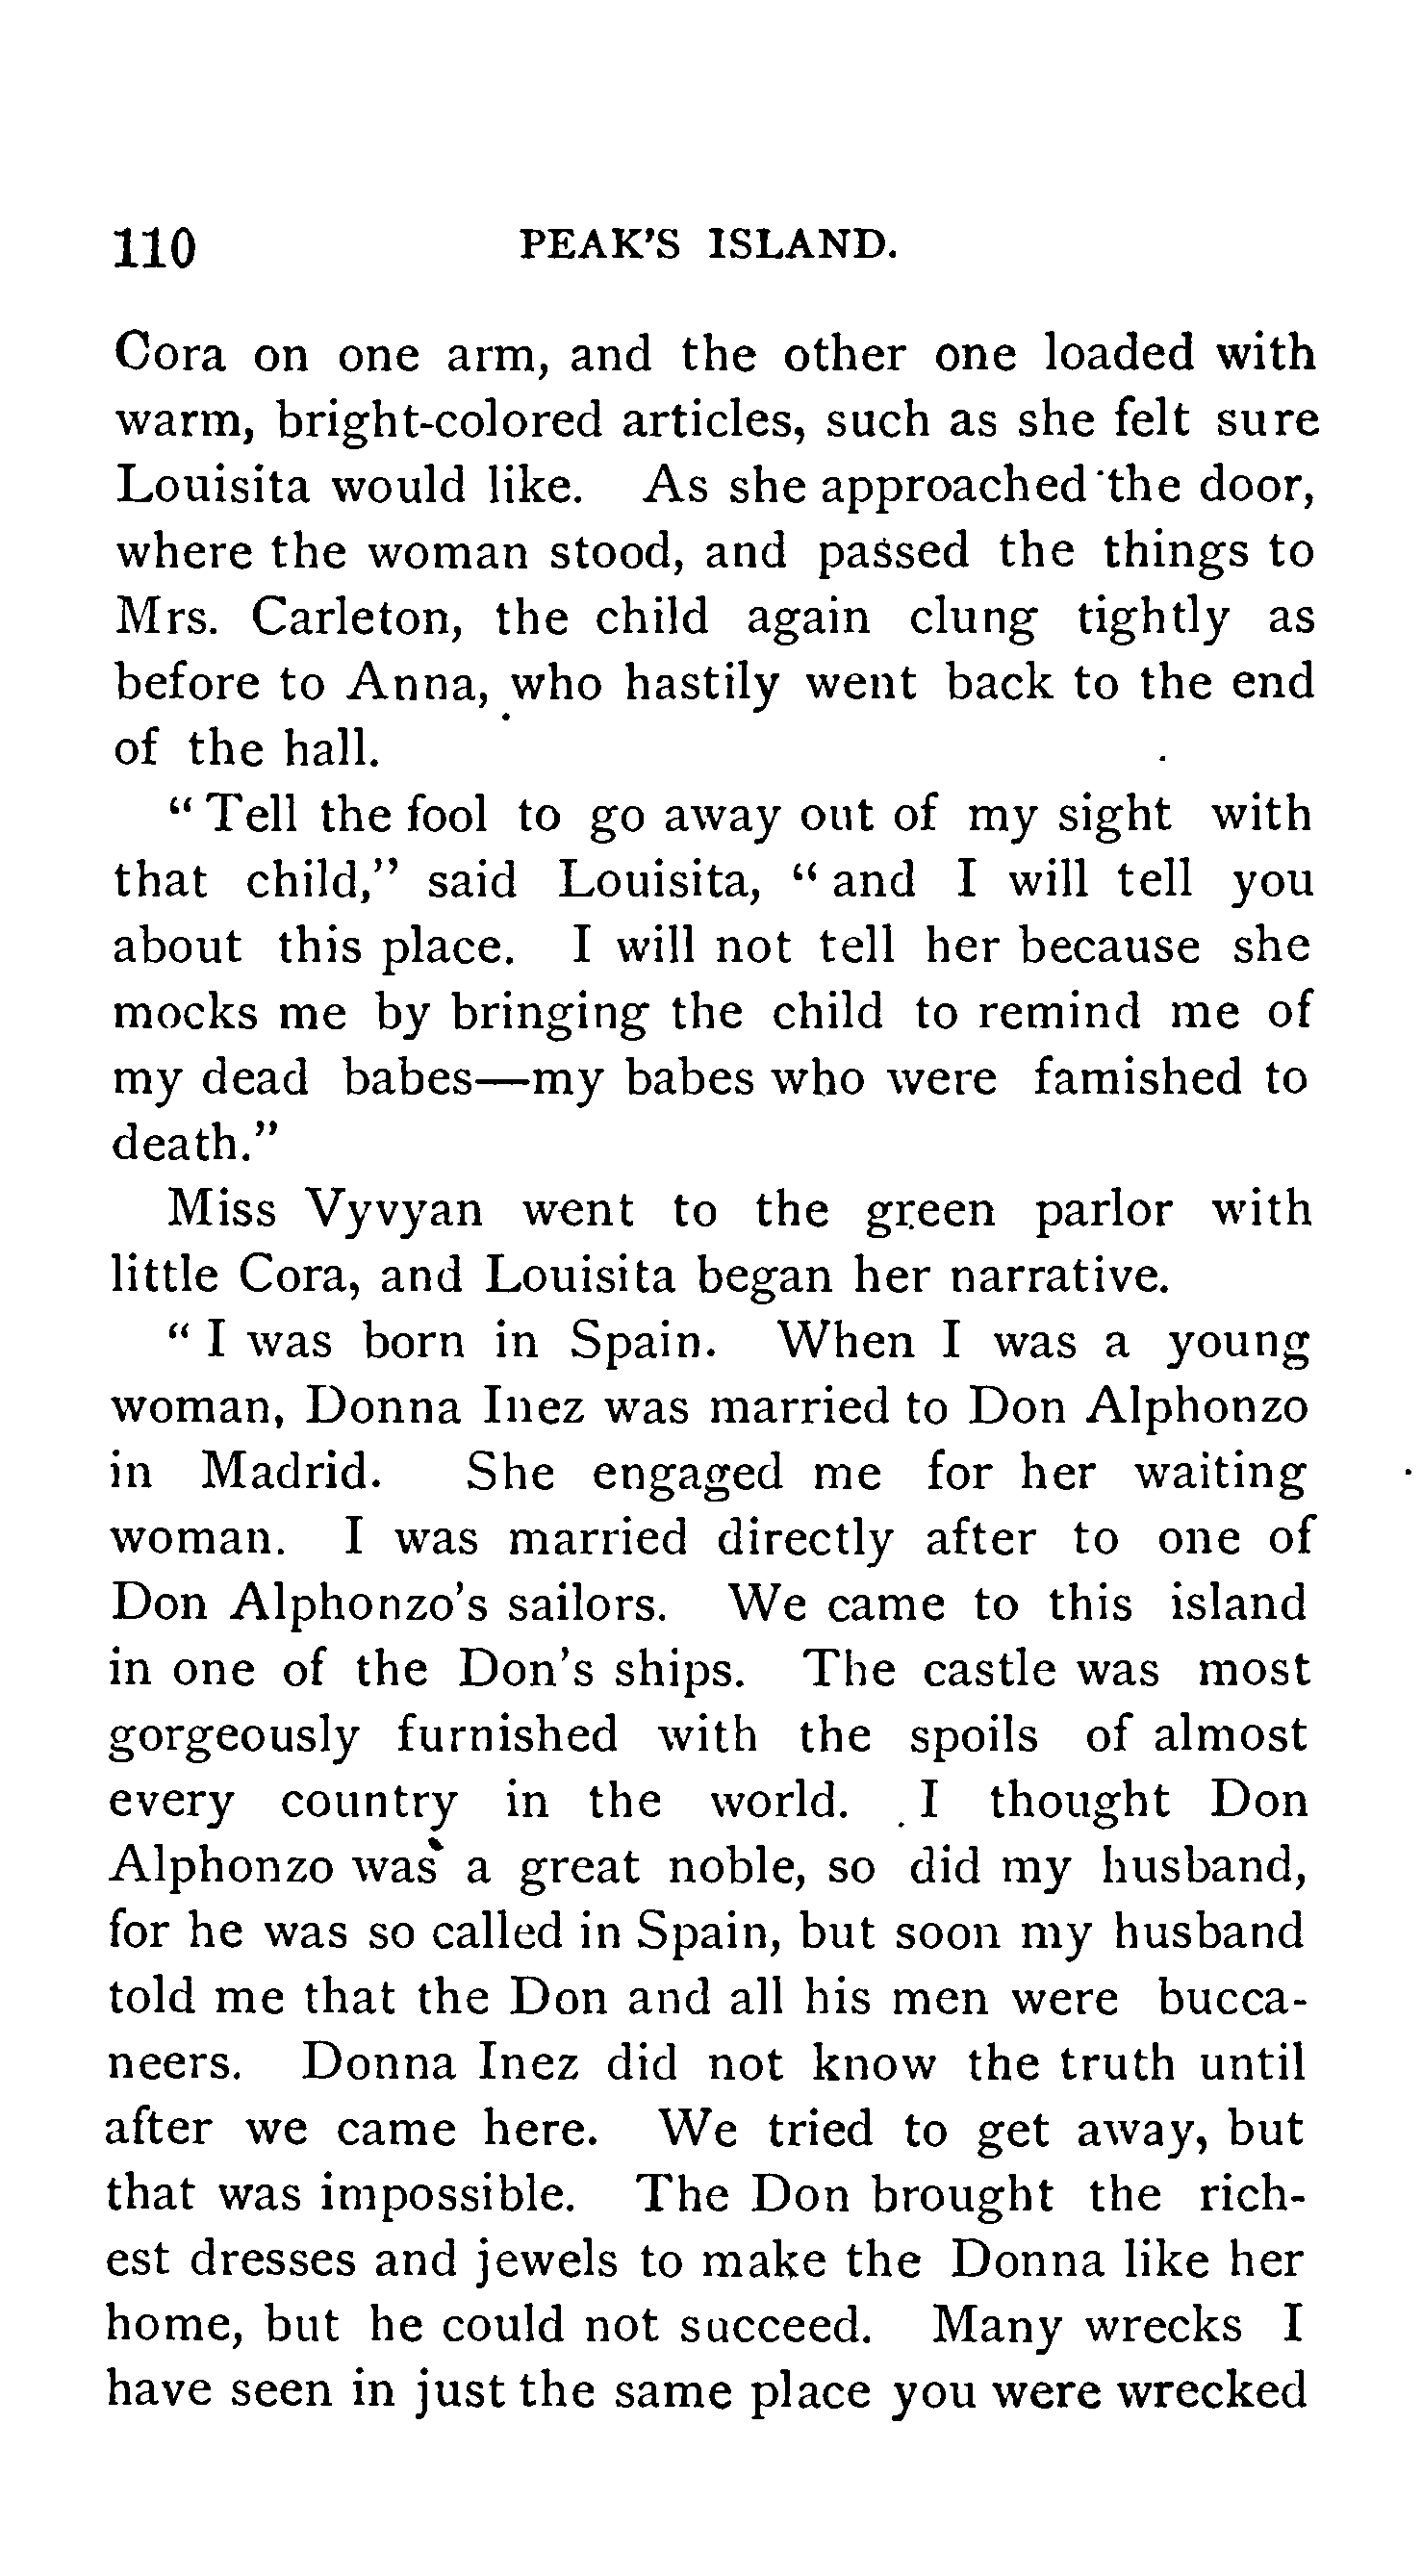 110 PEAK'S ISLAND.
Cora on one arm, and the other one loaded with
warm, bright-colored articles, such as she felt sure
Louisita would like. As she approached the door,
where the woman stood, and passed the things to
Mrs. Carleton, the child again clung tightly as
before to Anna, who hastily went back to the end
of the hall.
"Tell the fool to go away out of my sight with
that child," said Louisita, "and I will tell you
about this place. I will not tell her because she
mocks me by bringing the child to remind me of
my dead babes—my babes who were famished to
death."
Miss Vyvyan went to the green parlor with
little Cora, and Louisita began her narrative.
"I was born in Spain. When I was a young
woman, Donna Inez was married to Don Alphonzo
in Madrid. She engaged me for her waiting
woman. I was married directly after to one of
Don Alphonzo's sailors. We came to this island
in one of the Don's ships. The castle was most
gorgeously furnished with the spoils of almost
every country in the world. I thought Don
Alphonzo was a great noble, so did my husband,
for he was so called in Spain, but soon my husband
told me that the Don and all his men were bucca-
neers. Donna Inez did not know the truth until
after we came here. We tried to get away, but
that was impossible. The Don brought the rich-
est dresses and jewels to make the Donna like her
home, but he could not succeed. Many wrecks I
have seen in just the same place you were wrecked